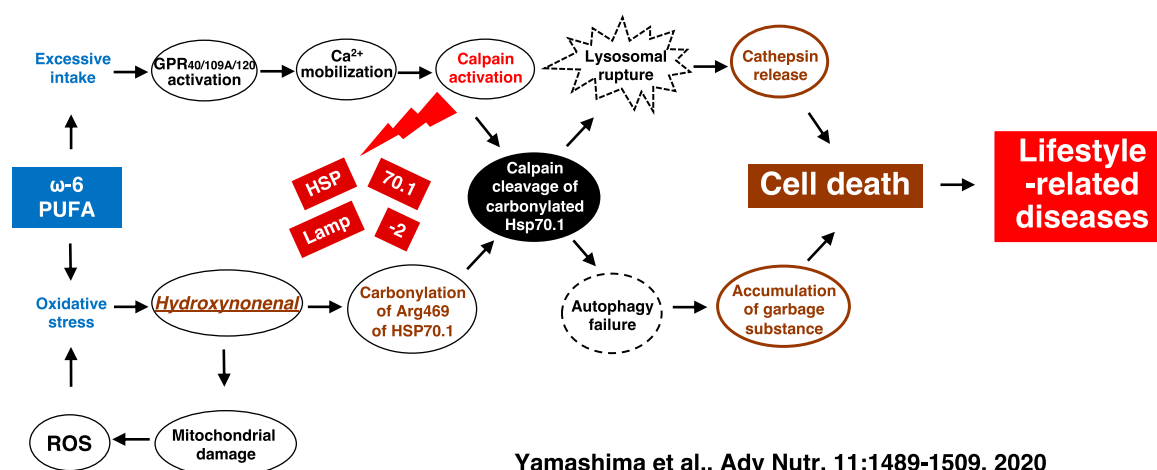 Excessive
intake
GPR40/109A/120
activation
Ca²⁺
mobilization
Calpain
activation
Lysosomal
rupture
Cathepsin
release
ω-6
PUFA
HSP
70.1
Lamp
-2
Calpain
cleavage of
carbonylated
Hsp70.1
Cell death
Lifestyle
-related
diseases
Oxidative
stress
Hydroxynonenal
Carbonylation
of Arg469
of HSP70.1
Autophagy
failure
Accumulation
of garbage
substance
ROS
Mitochondrial
damage
Yamashima et al., Adv Nutr. 11:1489-1509, 2020